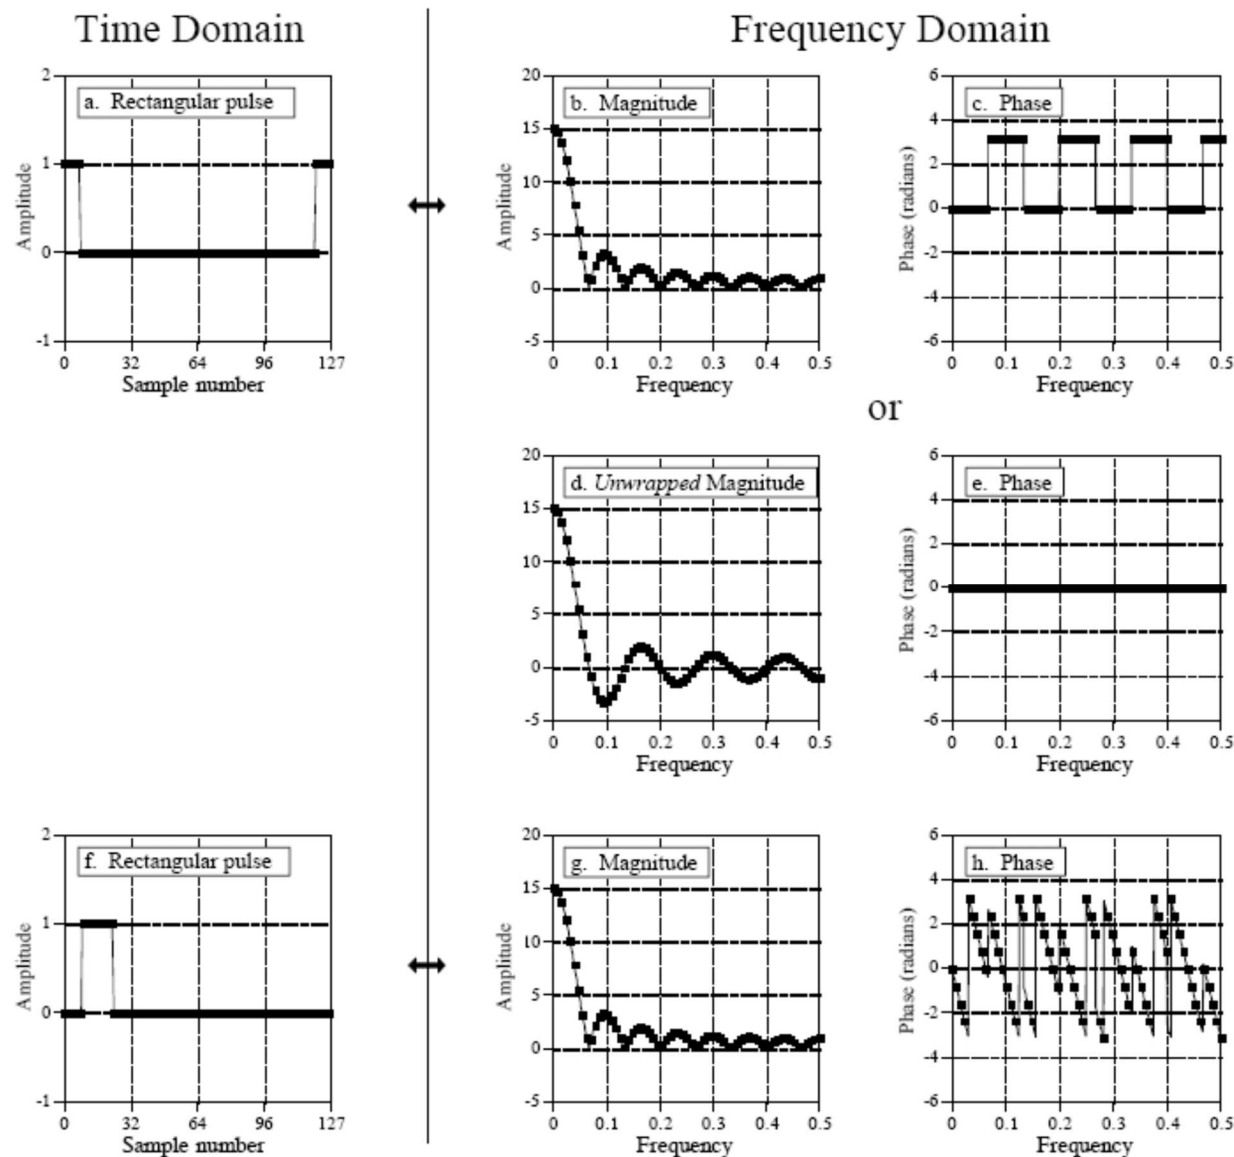 Time Domain
Frequency Domain
a. Rectangular pulse
2
1
0
-1
Amplitude
0 32 64 96 127
Sample number
b. Magnitude
20
15
10
5
0
-5
Amplitude
0 0.1 0.2 0.3 0.4 0.5
Frequency
c. Phase
6
4
2
0
-2
-4
-6
Phase (radians)
0 0.1 0.2 0.3 0.4 0.5
Frequency
or
d. Unwrapped Magnitude
20
15
10
5
0
-5
0 0.1 0.2 0.3 0.4 0.5
Frequency
e. Phase
6
4
2
0
-2
-4
-6
Phase (radians)
0 0.1 0.2 0.3 0.4 0.5
Frequency
f. Rectangular pulse
2
1
0
-1
Amplitude
0 32 64 96 127
Sample number
g. Magnitude
20
15
10
5
0
-5
Amplitude
0 0.1 0.2 0.3 0.4 0.5
Frequency
h. Phase
6
4
2
0
-2
-4
-6
Phase (radians)
0 0.1 0.2 0.3 0.4 0.5
Frequency